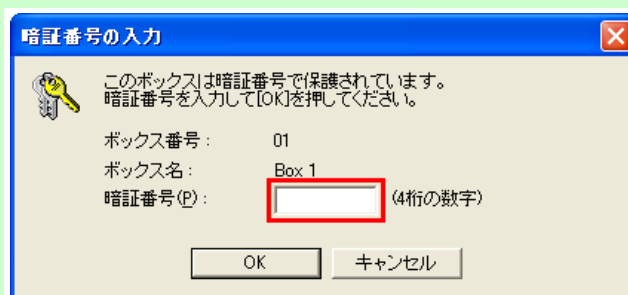 暗証番号の入力
このボックスは暗証番号で保護されています。
暗証番号を入力して[OK]を押してください。
ボックス番号： 01
ボックス名： Box 1
暗証番号(P)： (4桁の数字)
OK キャンセル